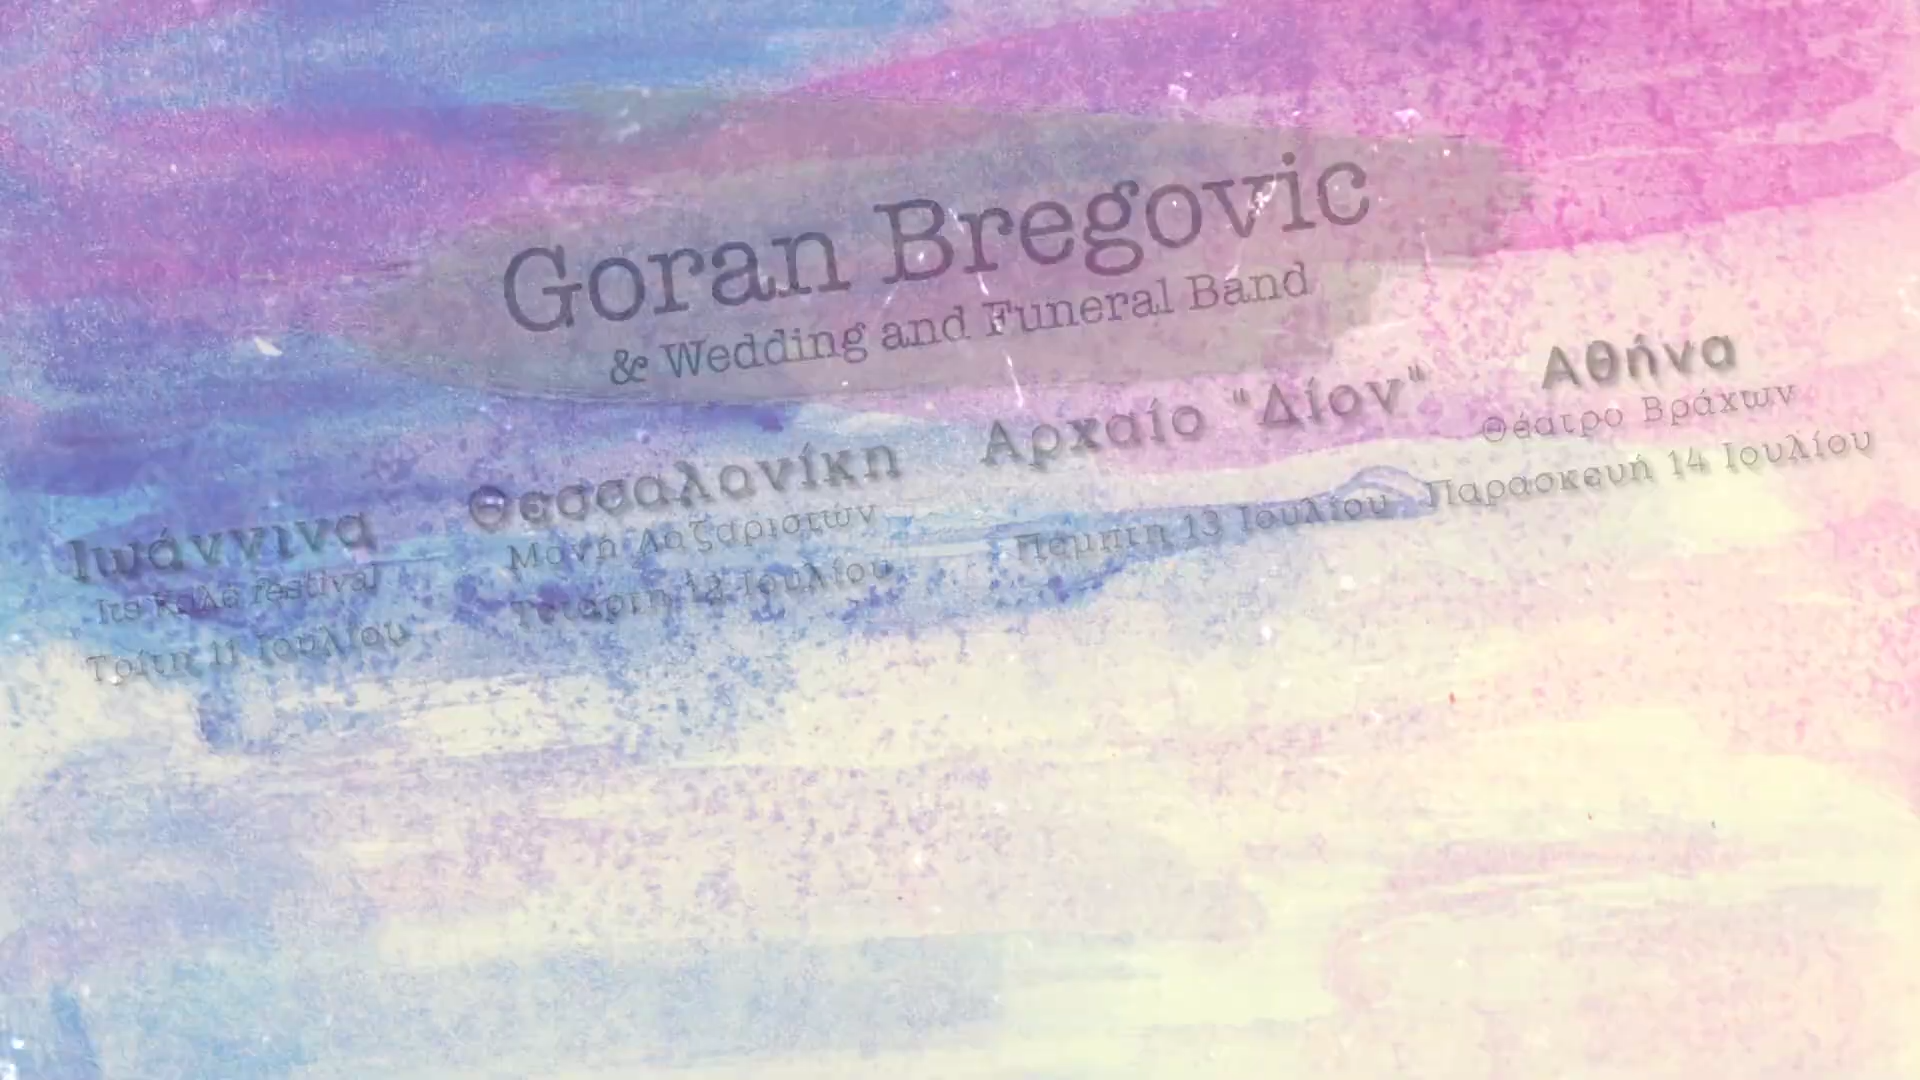 Goran Bregovic
& Wedding and Funeral Band
Ιωάννινα
Its Kale festival
Τρίτη 11 Ιουλίου
Θεσσαλονίκη
Μονή Λαζαριστών
Τετάρτη 12 Ιουλίου
Αρχαίο "Δίον"
Πέμπτη 13 Ιουλίου
Αθήνα
Θέατρο Βράχων
Παρασκευή 14 Ιουλίου